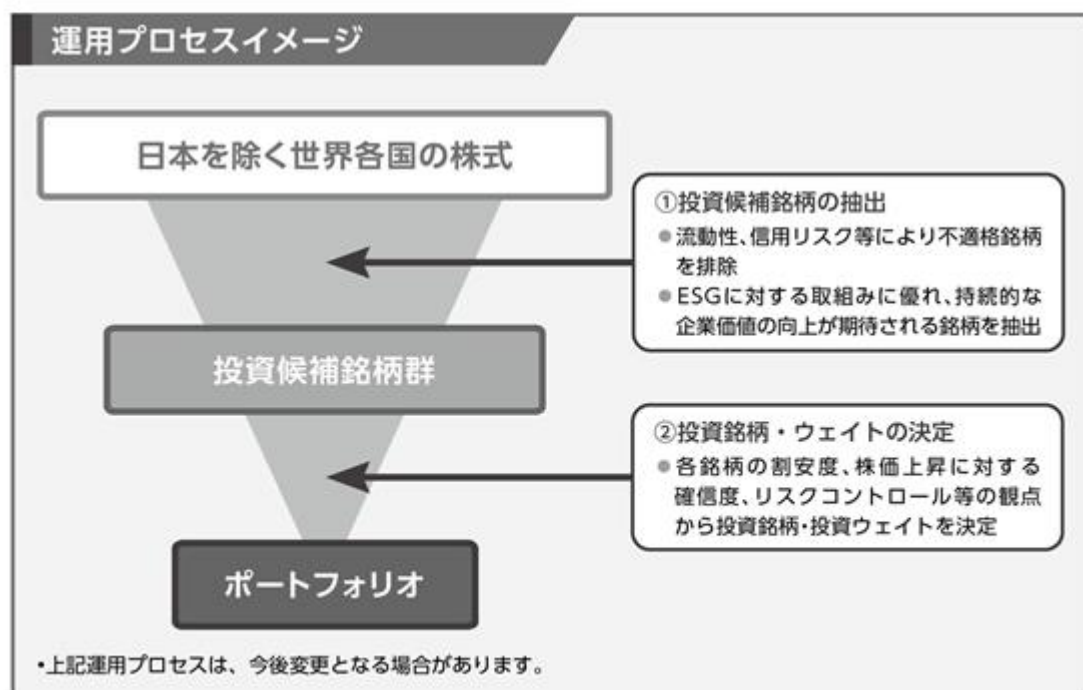 運用プロセスイメージ
日本を除く世界各国の株式
①投資候補銘柄の抽出
●流動性、信用リスク等により不適格銘柄
を排除
●ESGに対する取組みに優れ、持続的な
企業価値の向上が期待される銘柄を抽出
投資候補銘柄群
②投資銘柄・ウェイトの決定
●各銘柄の割安度、株価上昇に対する
確信度、リスクコントロール等の観点
から投資銘柄・投資ウェイトを決定
ポートフォリオ
・上記運用プロセスは、今後変更となる場合があります。